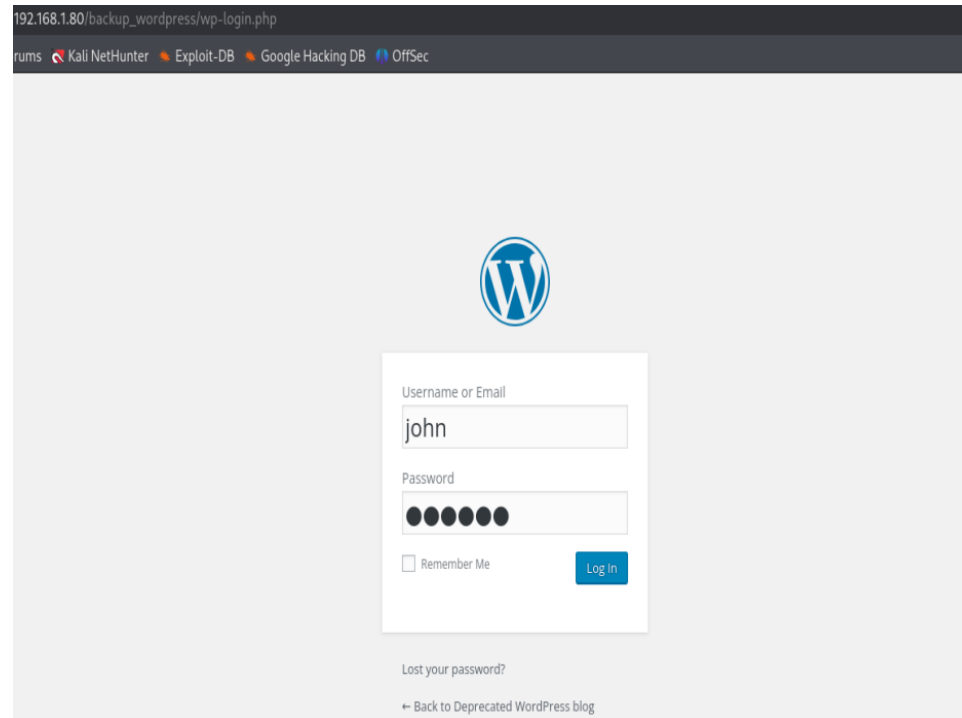 192.168.1.80/backup_wordpress/wp-login.php
rums Kali NetHunter Exploit-DB Google Hacking DB OffSec
Username or Email
john
Password
●●●●●●
Remember Me
Log In
Lost your password?
← Back to Deprecated WordPress blog